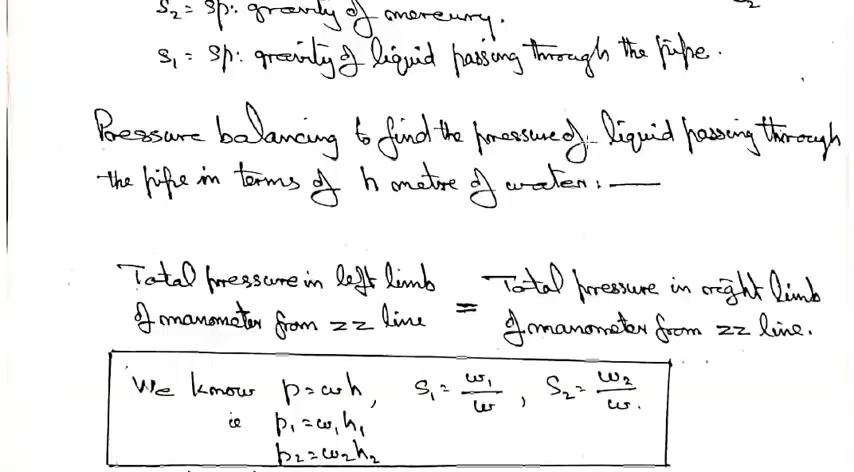 S₂ = Sp: gravity of mercury.
S₁ = Sp: gravity of liquid passing through the pipe.
Pressure balancing to find the pressure of liquid passing through
the pipe in terms of h metre of water: —
Total pressure in left limb of manometer from zz line = Total pressure in right limb of manometer from zz line.
We know p = wh, S₁ = w₁/w, S₂ = w₂/w.
ie p₁ = w₁h₁
p₂ = w₂h₂